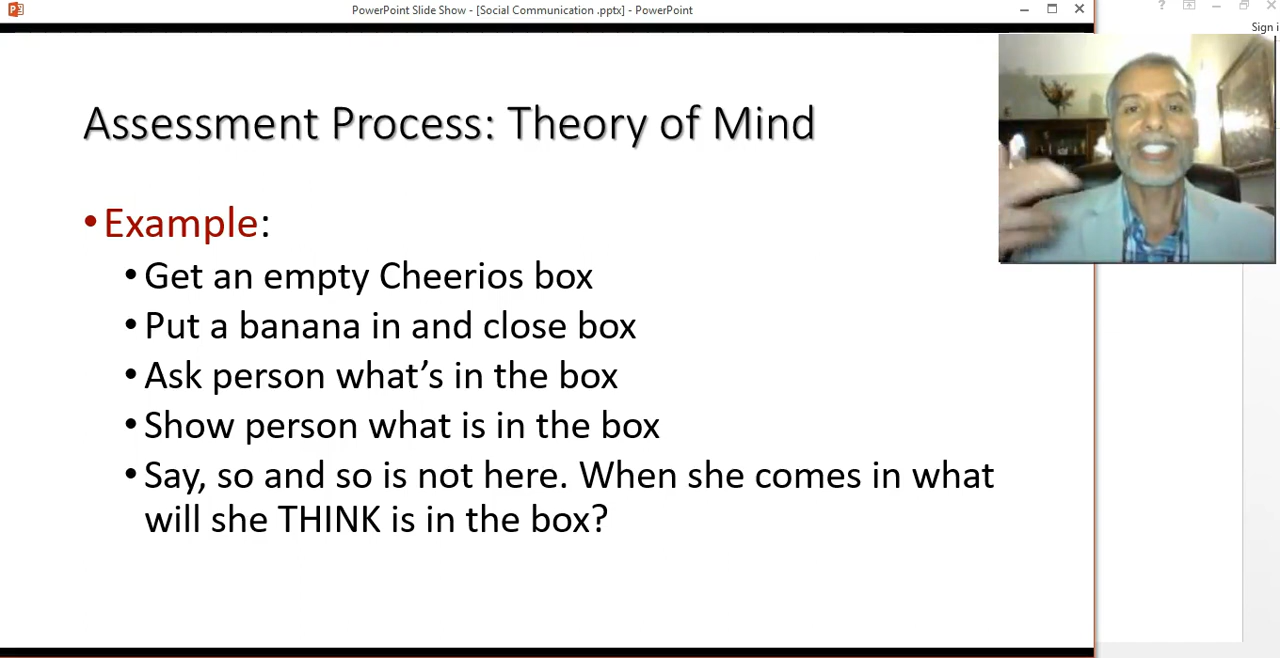 PowerPoint Slide Show - [Social Communication .pptx] - PowerPoint
Sign i
Assessment Process: Theory of Mind
•Example:
•Get an empty Cheerios box
•Put a banana in and close box
•Ask person what’s in the box
•Show person what is in the box
•Say, so and so is not here. When she comes in what
will she THINK is in the box?